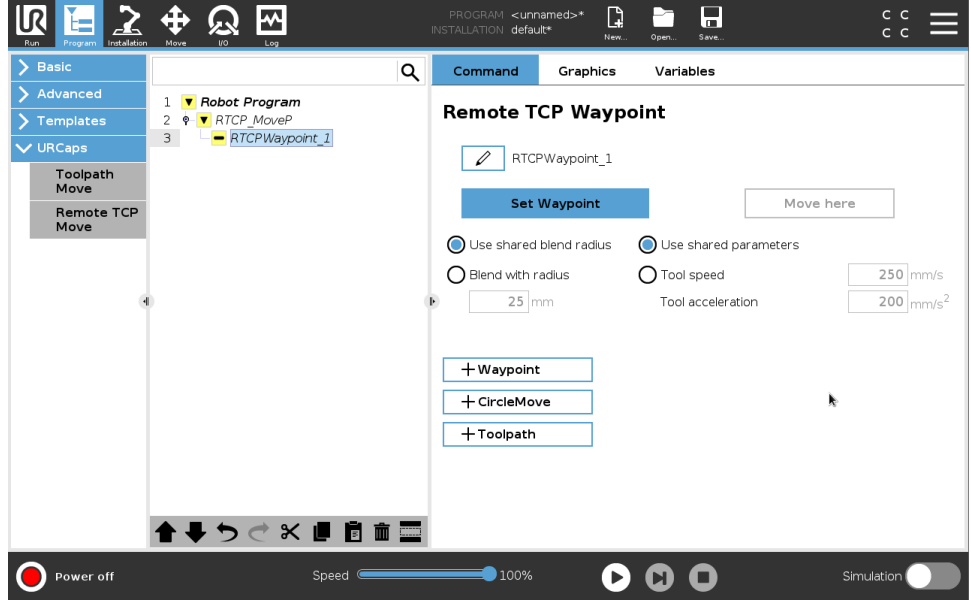 UR
PROGRAM <unnamed>*
INSTALLATION default*
C C
C C
Run Program Installation Move I/O Log New... Open... Save...
Basic
Advanced
Templates
URCaps
Toolpath
Move
Remote TCP
Move
1 Robot Program
2 RTCP_MoveP
3 RTCPWaypoint_1
Command Graphics Variables
Remote TCP Waypoint
RTCPWaypoint_1
Set Waypoint Move here
Use shared blend radius Use shared parameters
Blend with radius Tool speed 250 mm/s
25 mm Tool acceleration 200 mm/s²
+Waypoint
+CircleMove
+Toolpath
Power off Speed 100% Simulation